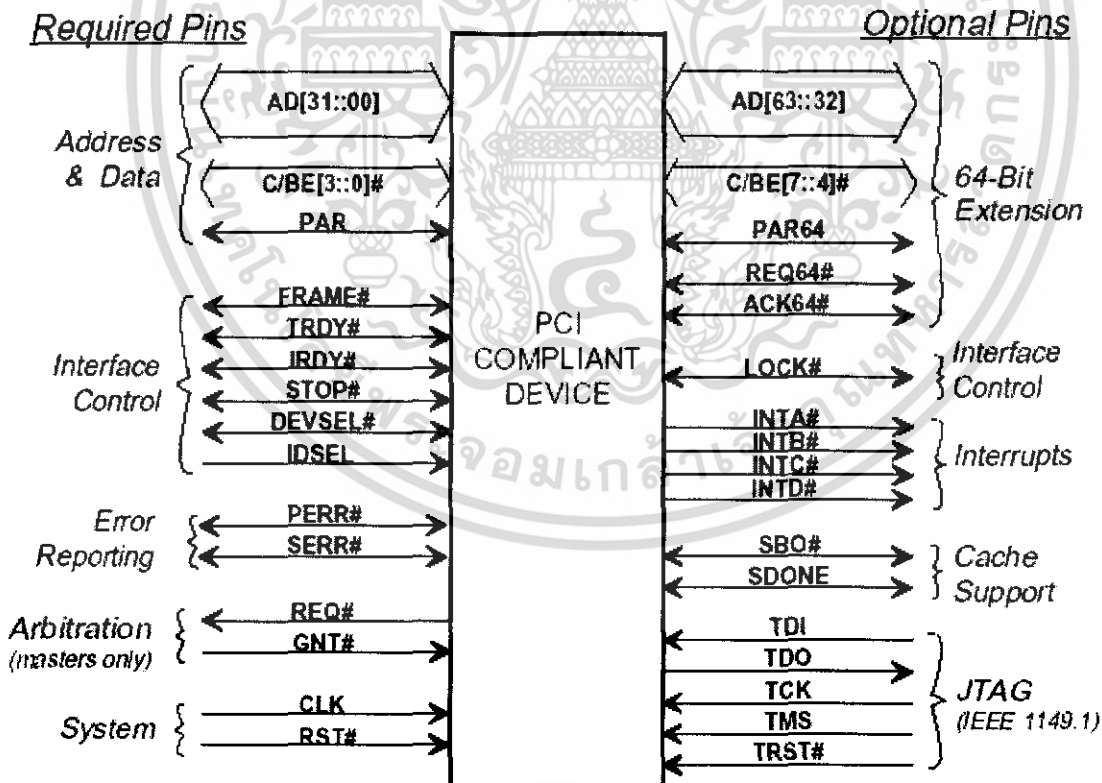 Required Pins
Optional Pins
Address
& Data
AD[31::00]
C/BE[3::0]#
PAR
Interface
Control
FRAME#
TRDY#
IRDY#
STOP#
DEVSEL#
IDSEL
Error
Reporting
PERR#
SERR#
Arbitration
(masters only)
REQ#
GNT#
System
CLK
RST#
PCI
COMPLIANT
DEVICE
AD[63::32]
C/BE[7::4]#
PAR64
REQ64#
ACK64#
64-Bit
Extension
LOCK#
Interface
Control
INTA#
INTB#
INTC#
INTD#
Interrupts
SBO#
SDONE
Cache
Support
TDI
TDO
TCK
TMS
TRST#
JTAG
(IEEE 1149.1)